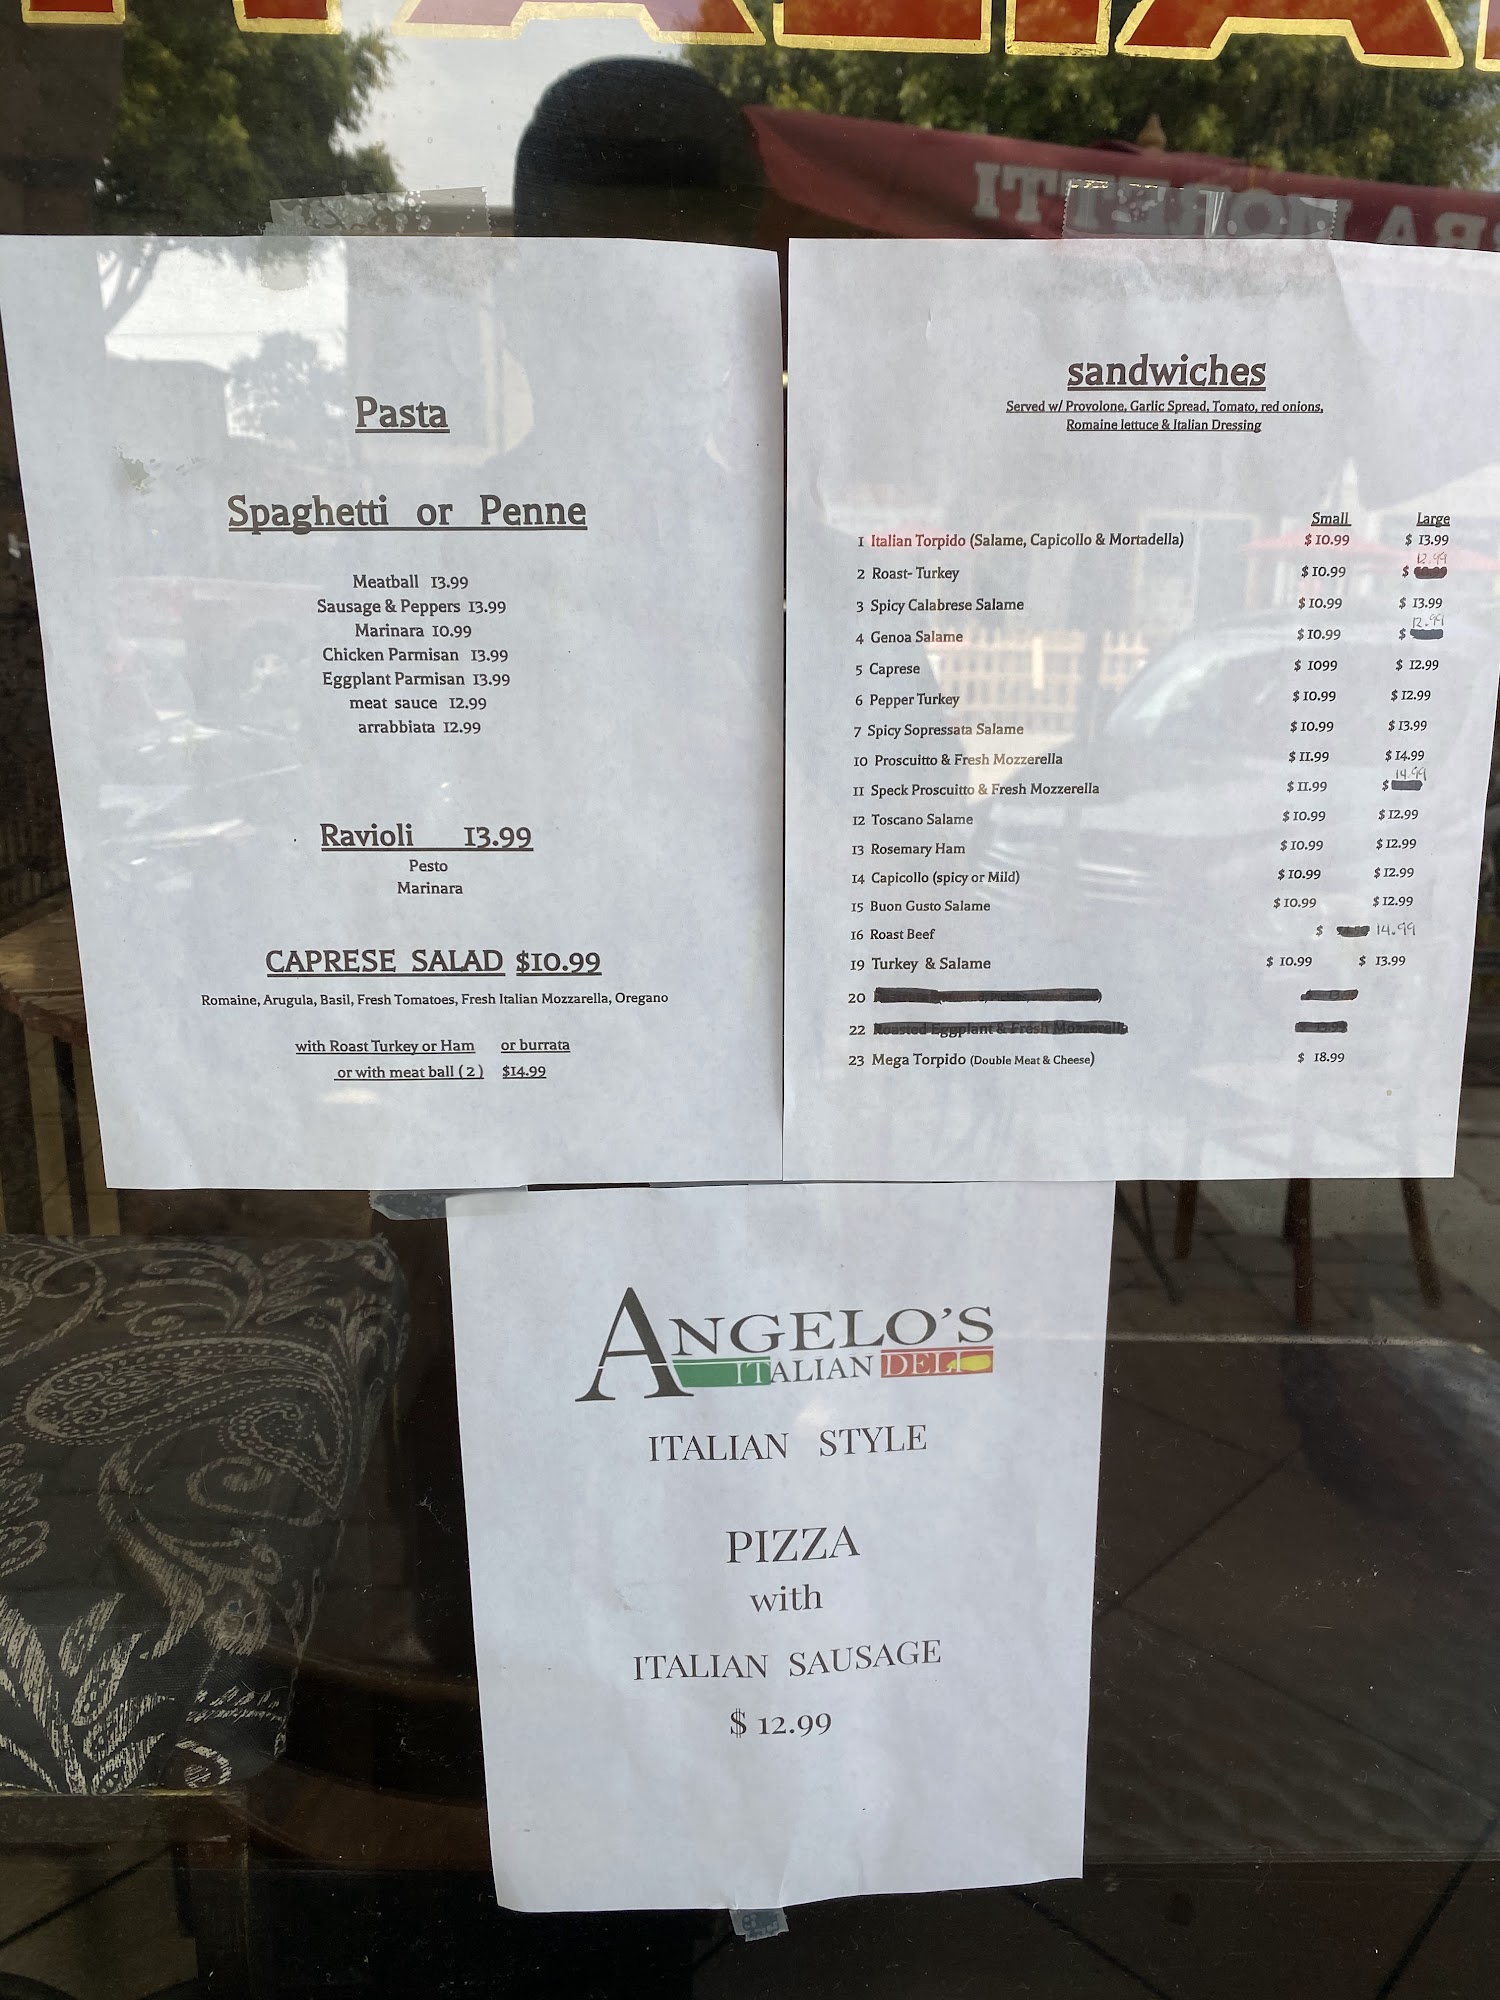 Pasta
Spaghetti or Penne
Meatball 13.99
Sausage & Peppers 13.99
Marinara 10.99
Chicken Parmisan 13.99
Eggplant Parmisan 13.99
meat sauce 12.99
arrabbiata 12.99
Ravioli 13.99
Pesto
Marinara
CAPRESE SALAD $10.99
Romaine, Arugula, Basil, Fresh Tomatoes, Fresh Italian Mozzarella, Oregano
with Roast Turkey or Ham or burrata
or with meat ball ( 2 ) $14.99
sandwiches
Served w/ Provolone, Garlic Spread, Tomato, red onions,
Romaine lettuce & Italian Dressing
Small Large
1 Italian Torpido (Salame, Capicollo & Mortadella) $ 10.99 $ 13.99
12.99
2 Roast- Turkey $ 10.99 $
3 Spicy Calabrese Salame $ 10.99 $ 13.99
12.99
4 Genoa Salame $ 10.99 $
5 Caprese $ 1099 $ 12.99
6 Pepper Turkey $ 10.99 $ 12.99
7 Spicy Sopressata Salame $ 10.99 $ 13.99
10 Proscuitto & Fresh Mozzerella $ 11.99 $ 14.99
14.99
11 Speck Proscuitto & Fresh Mozzerella $ 11.99 $
12 Toscano Salame $ 10.99 $ 12.99
13 Rosemary Ham $ 10.99 $ 12.99
14 Capicollo (spicy or Mild) $ 10.99 $ 12.99
15 Buon Gusto Salame $ 10.99 $ 12.99
16 Roast Beef $ 14.99
19 Turkey & Salame $ 10.99 $ 13.99
20
22 Roasted Eggplant & Fresh Mozzerella
23 Mega Torpido (Double Meat & Cheese) $ 18.99
ANGELO'S
ITALIAN DELI
ITALIAN STYLE
PIZZA
with
ITALIAN SAUSAGE
$ 12.99